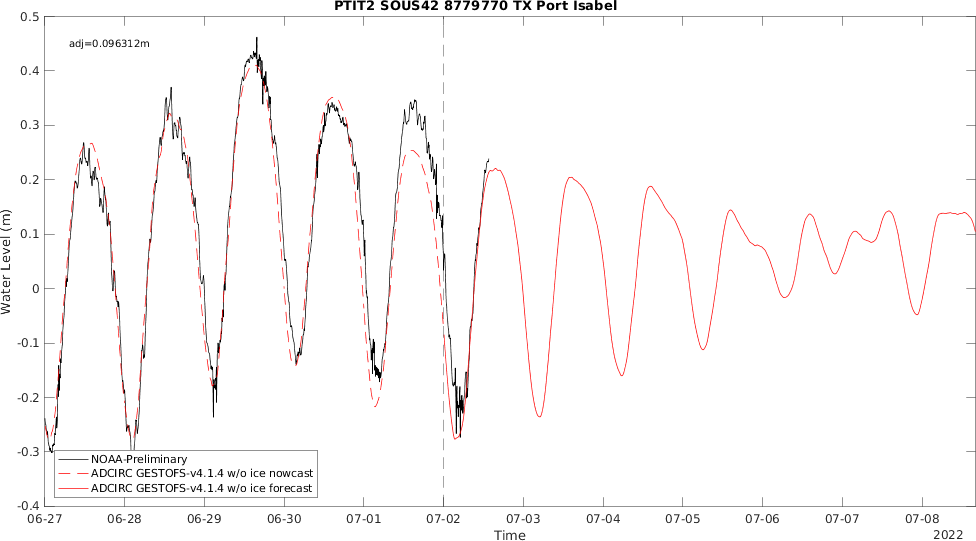 PTIT2 SOUS42 8779770 TX Port Isabel
adj=0.096312m
Water Level (m)
0.5
0.4
0.3
0.2
0.1
0
-0.1
-0.2
-0.3
-0.4
NOAA-Preliminary
ADCIRC GESTOFS-v4.1.4 w/o ice nowcast
ADCIRC GESTOFS-v4.1.4 w/o ice forecast
06-27 06-28 06-29 06-30 07-01 07-02 07-03 07-04 07-05 07-06 07-07 07-08
Time
2022